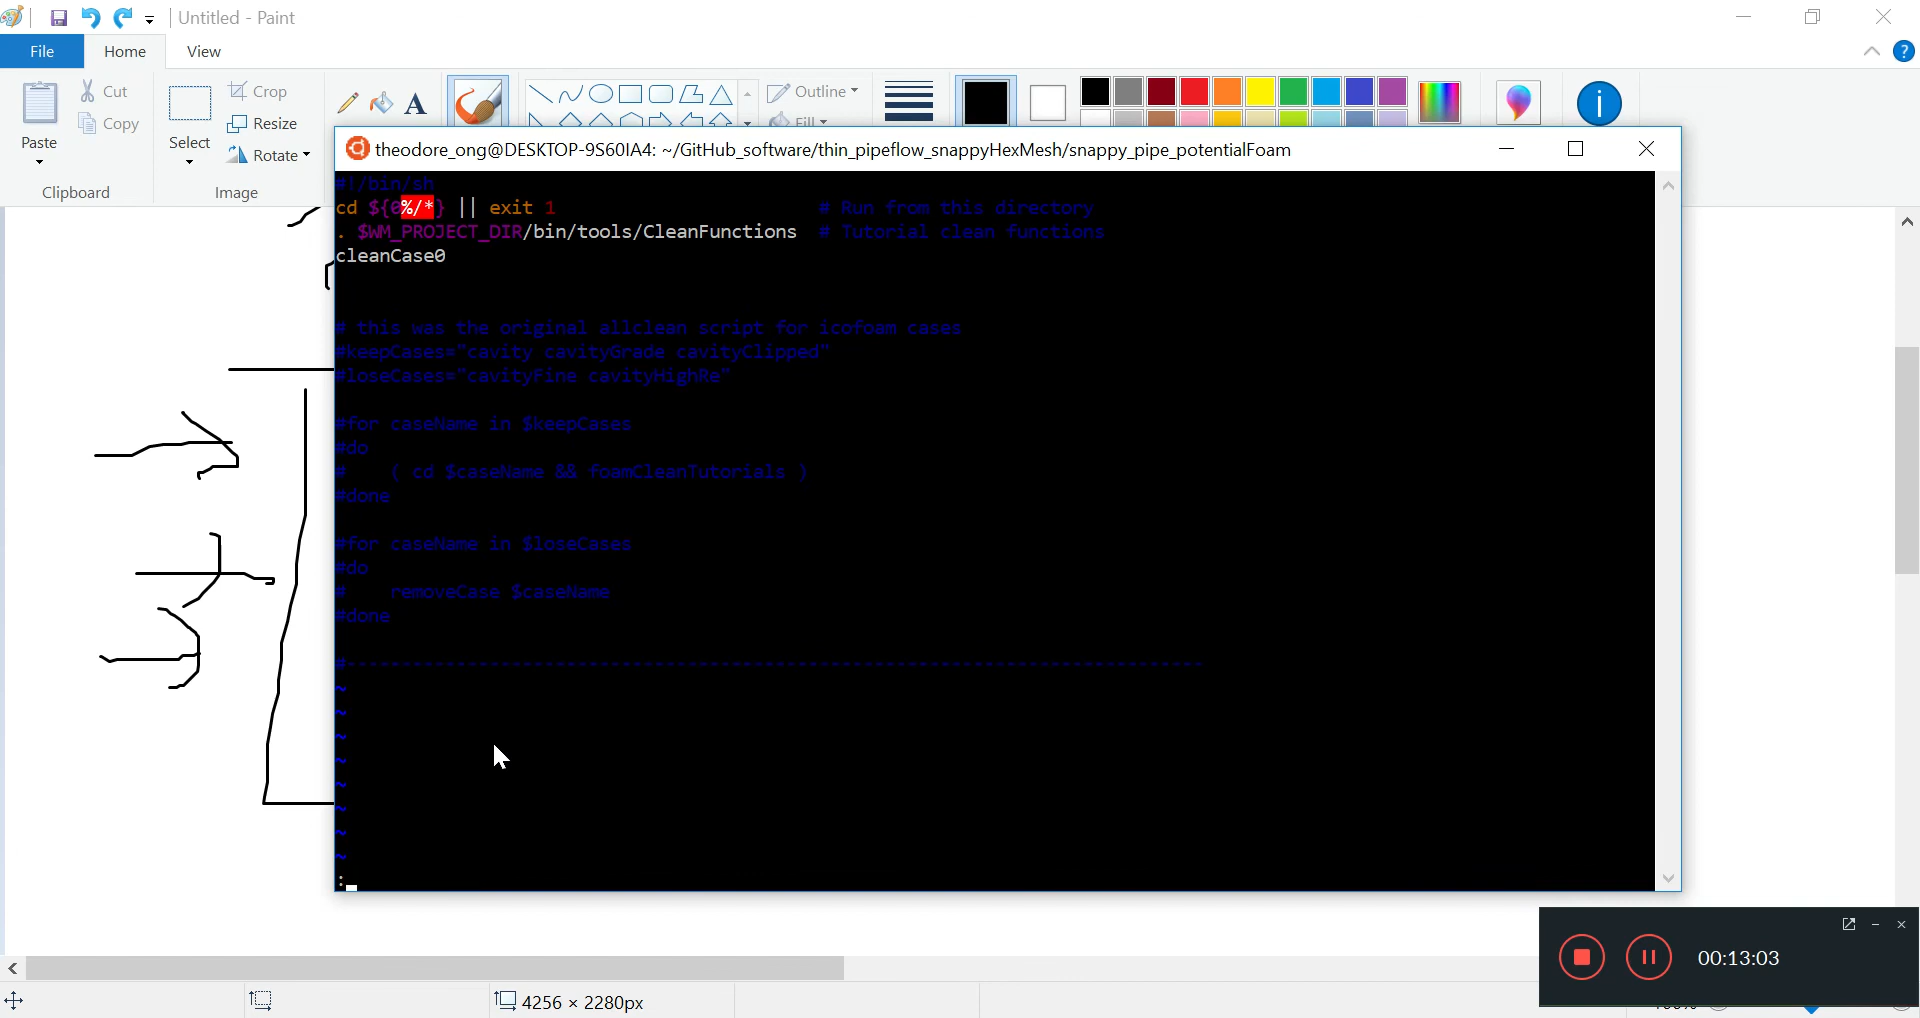 Untitled - Paint
File Home View
Paste
Cut
Copy
Clipboard
Select
Crop
Resize
Rotate
Image
A
Outline
Fill
theodore_ong@DESKTOP-9S60IA4: ~/GitHub_software/thin_pipeflow_snappyHexMesh/snappy_pipe_potentialFoam
#!/bin/sh
cd ${0%/*} || exit 1 # Run from this directory
. $WM_PROJECT_DIR/bin/tools/CleanFunctions # Tutorial clean functions
cleanCase0
# this was the original allclean script for icofoam cases
#keepCases="cavity cavityGrade cavityClipped"
#loseCases="cavityFine cavityHighRe"
#for caseName in $keepCases
#do
# ( cd $caseName && foamCleanTutorials )
#done
#for caseName in $loseCases
#do
# removeCase $caseName
#done
#------------------------------------------------------------------------------
~
~
~
~
~
~
~
~
:
00:13:03
4256 × 2280px